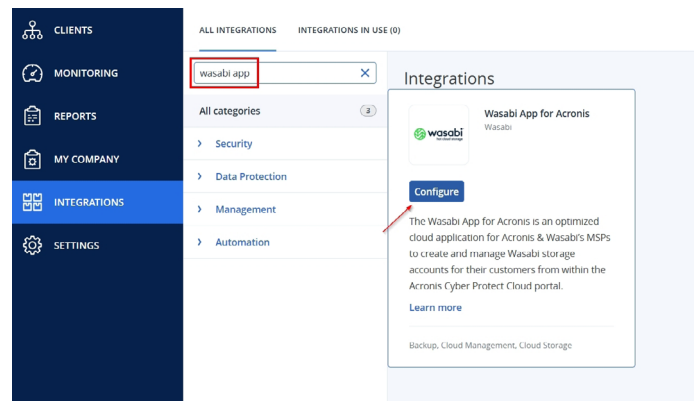 CLIENTS
MONITORING
REPORTS
MY COMPANY
INTEGRATIONS
SETTINGS
ALL INTEGRATIONS
INTEGRATIONS IN USE (0)
wasabi app
All categories
3
Security
Data Protection
Management
Automation
Integrations
wasabi
hot cloud storage
Wasabi App for Acronis
Wasabi
Configure
The Wasabi App for Acronis is an optimized
cloud application for Acronis & Wasabi's MSPs
to create and manage Wasabi storage
accounts for their customers from within the
Acronis Cyber Protect Cloud portal.
Learn more
Backup, Cloud Management, Cloud Storage